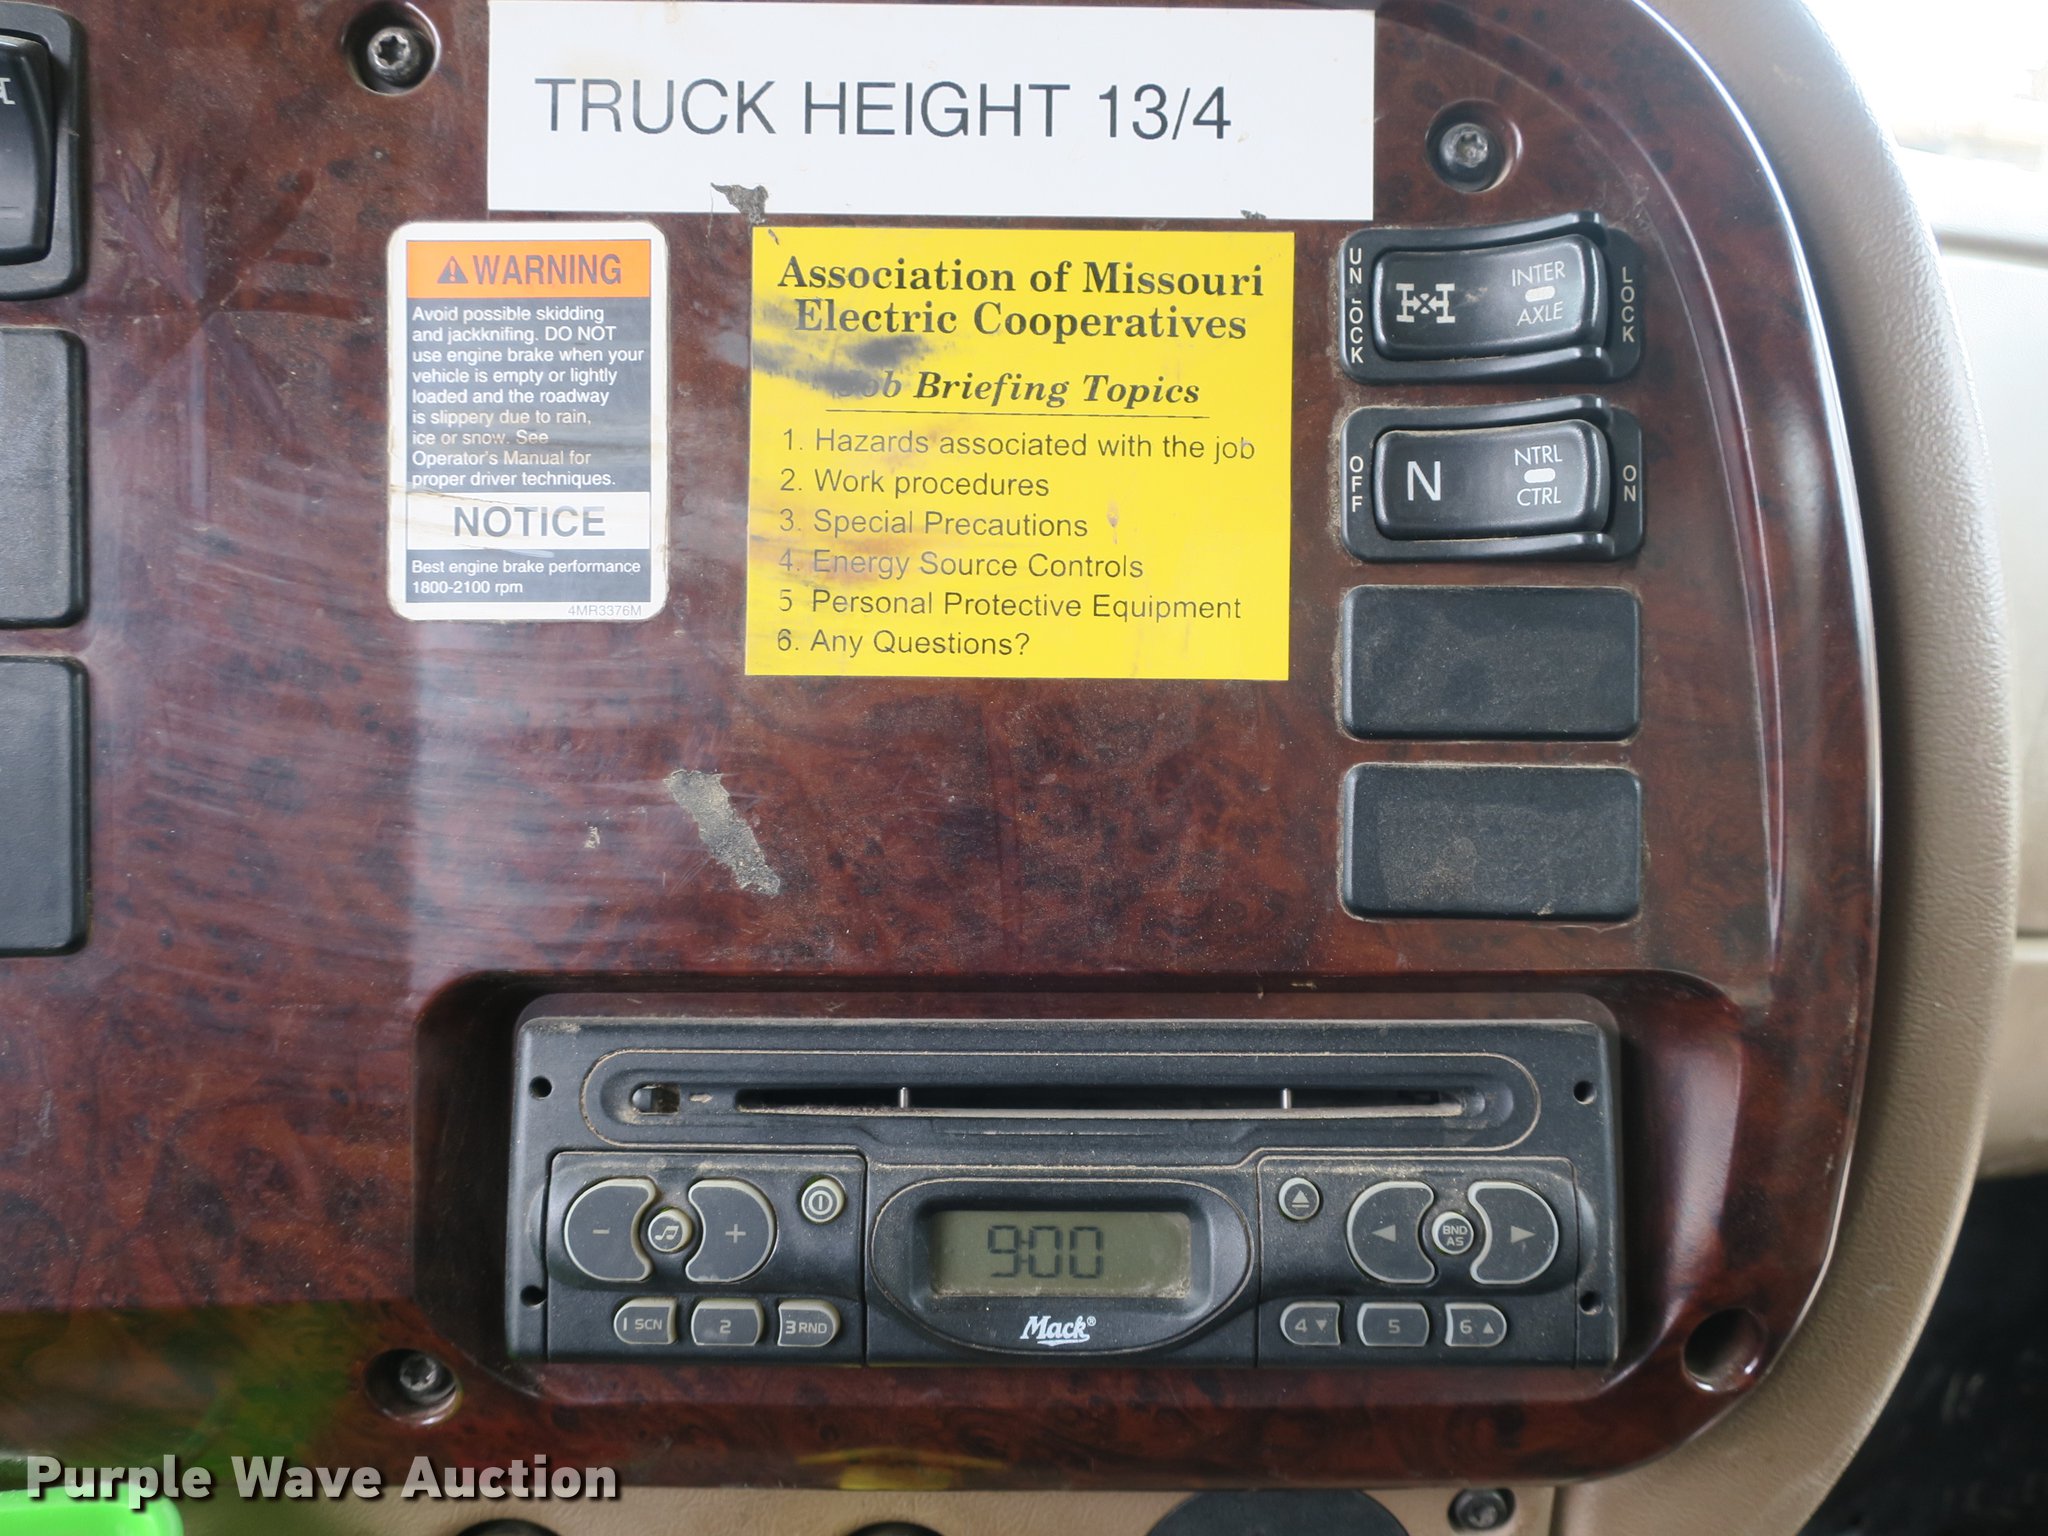 TRUCK HEIGHT 13/4
WARNING
Avoid possible skidding
and jackknifing. DO NOT
use engine brake when your
vehicle is empty or lightly
loaded and the roadway
is slippery due to rain,
ice or snow. See
Operator's Manual for
proper driver techniques.
NOTICE
Best engine brake performance
1800-2100 rpm
4MR3376M
Association of Missouri
Electric Cooperatives
Job Briefing Topics
1. Hazards associated with the job
2. Work procedures
3. Special Precautions
4. Energy Source Controls
5 Personal Protective Equipment
6. Any Questions?
UNLOCK
INTER
AXLE
LOCK
OFF
N
NTRL
CTRL
ON
9:00
Mack®
BND
AS
1 SCN
2
3 RND
4
5
6
Purple Wave Auction